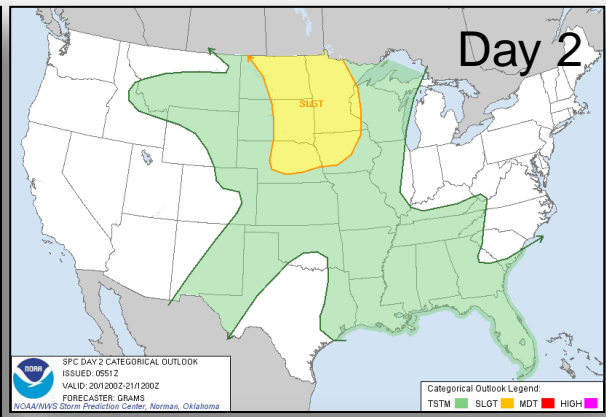 Day 2
SLGT
NOAA
SPC DAY 2 CATEGORICAL OUTLOOK
ISSUED: 0551Z
VALID: 20/1200Z-21/1200Z
FORECASTER: GRAMS
NOAA/NWS Storm Prediction Center, Norman, Oklahoma
Categorical Outlook Legend:
TSTM SLGT MDT HIGH